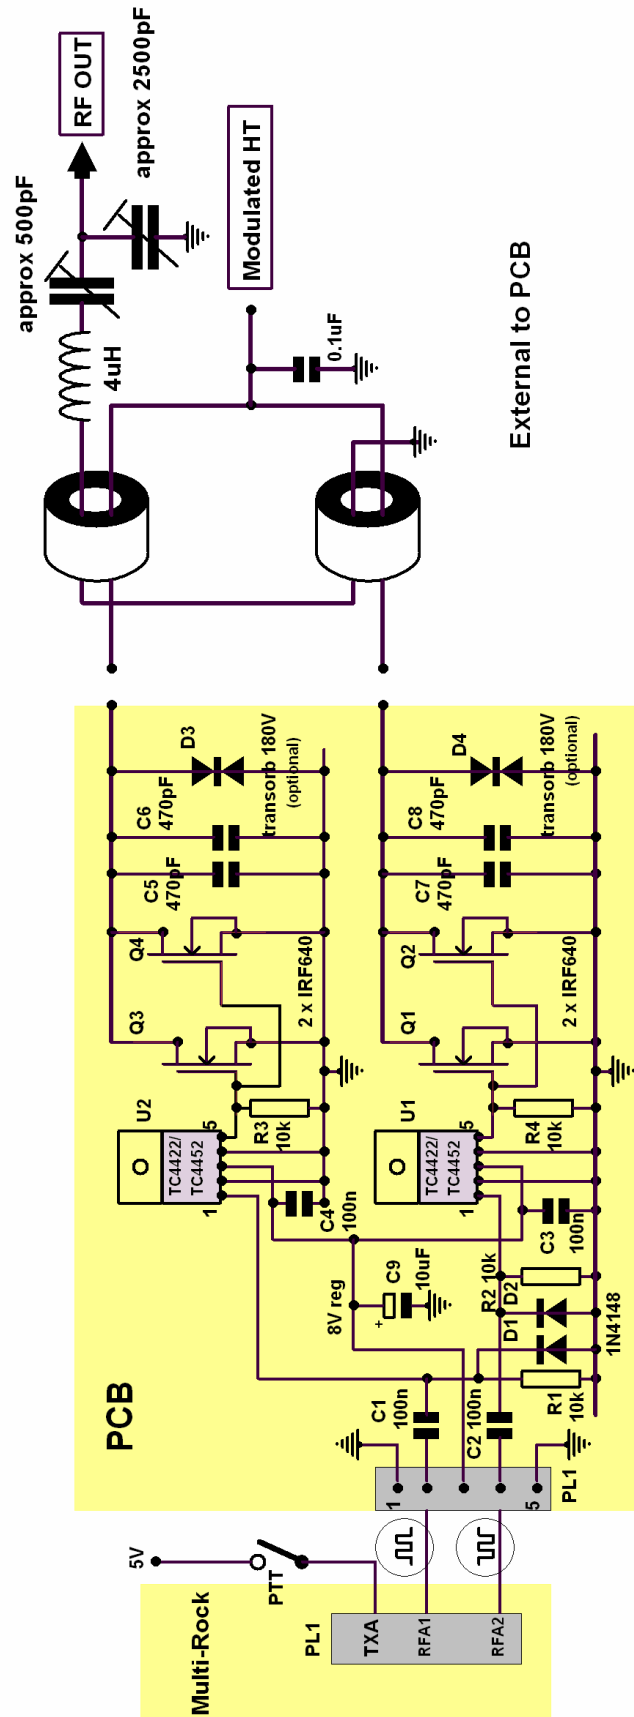 Multi-Rock
PL1
TXA
RFA1
RFA2
5V
PTT
PCB
1
5
PL1
C1
100n
C2 100n
R1
10k
8V reg
C9
10uF
+
R2 10k
D1
D2
1N4148
C3
100n
C4
100n
U2
TC4422/
TC4452
1
5
R3
10k
U1
TC4422/
TC4452
1
5
R4
10k
Q3
Q4
2 x IRF640
Q1
Q2
2 x IRF640
C5
470pF
C6
470pF
D3
transorb 180V
(optional)
C7
470pF
C8
470pF
D4
transorb 180V
(optional)
4uH
approx 500pF
approx 2500pF
RF OUT
0.1uF
Modulated HT
External to PCB